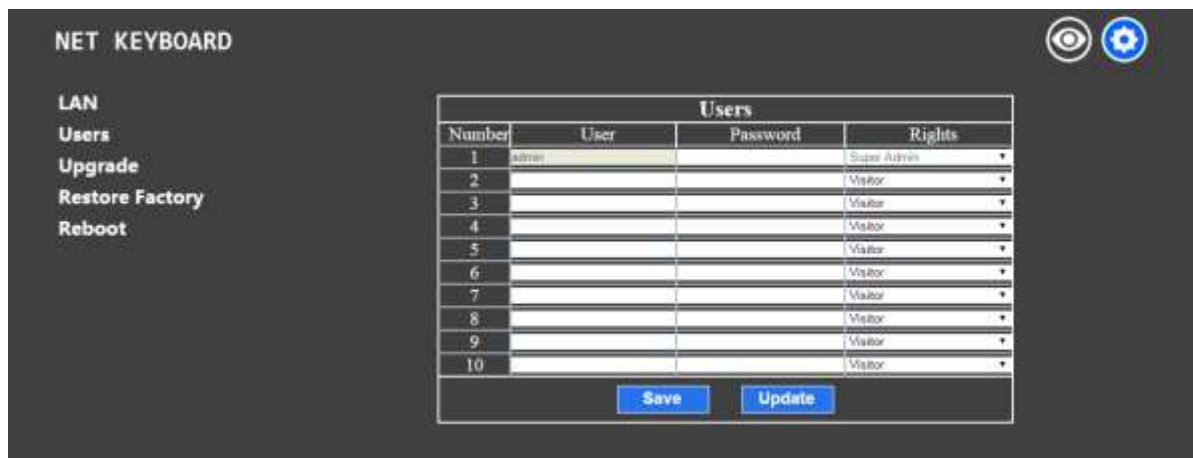 NET KEYBOARD
LAN
Users
Upgrade
Restore Factory
Reboot
Users
Number User Password Rights
1 admin Super Admin
2 Visitor
3 Visitor
4 Visitor
5 Visitor
6 Visitor
7 Visitor
8 Visitor
9 Visitor
10 Visitor
Save Update